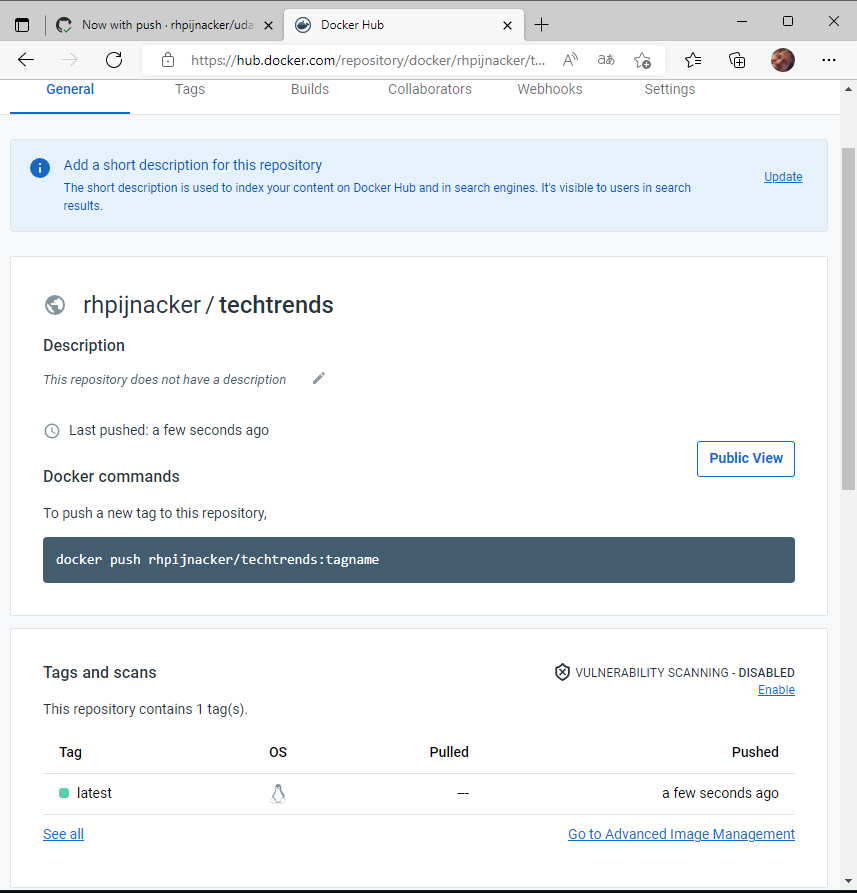 Now with push · rhpijnacker/uda
Docker Hub
https://hub.docker.com/repository/docker/rhpijnacker/t...
General
Tags
Builds
Collaborators
Webhooks
Settings
Add a short description for this repository
The short description is used to index your content on Docker Hub and in search engines. It's visible to users in search
results.
Update
rhpijnacker / techtrends
Description
This repository does not have a description
Last pushed: a few seconds ago
Public View
Docker commands
To push a new tag to this repository,
docker push rhpijnacker/techtrends:tagname
Tags and scans
VULNERABILITY SCANNING - DISABLED
Enable
This repository contains 1 tag(s).
Tag OS Pulled Pushed
latest --- a few seconds ago
See all
Go to Advanced Image Management